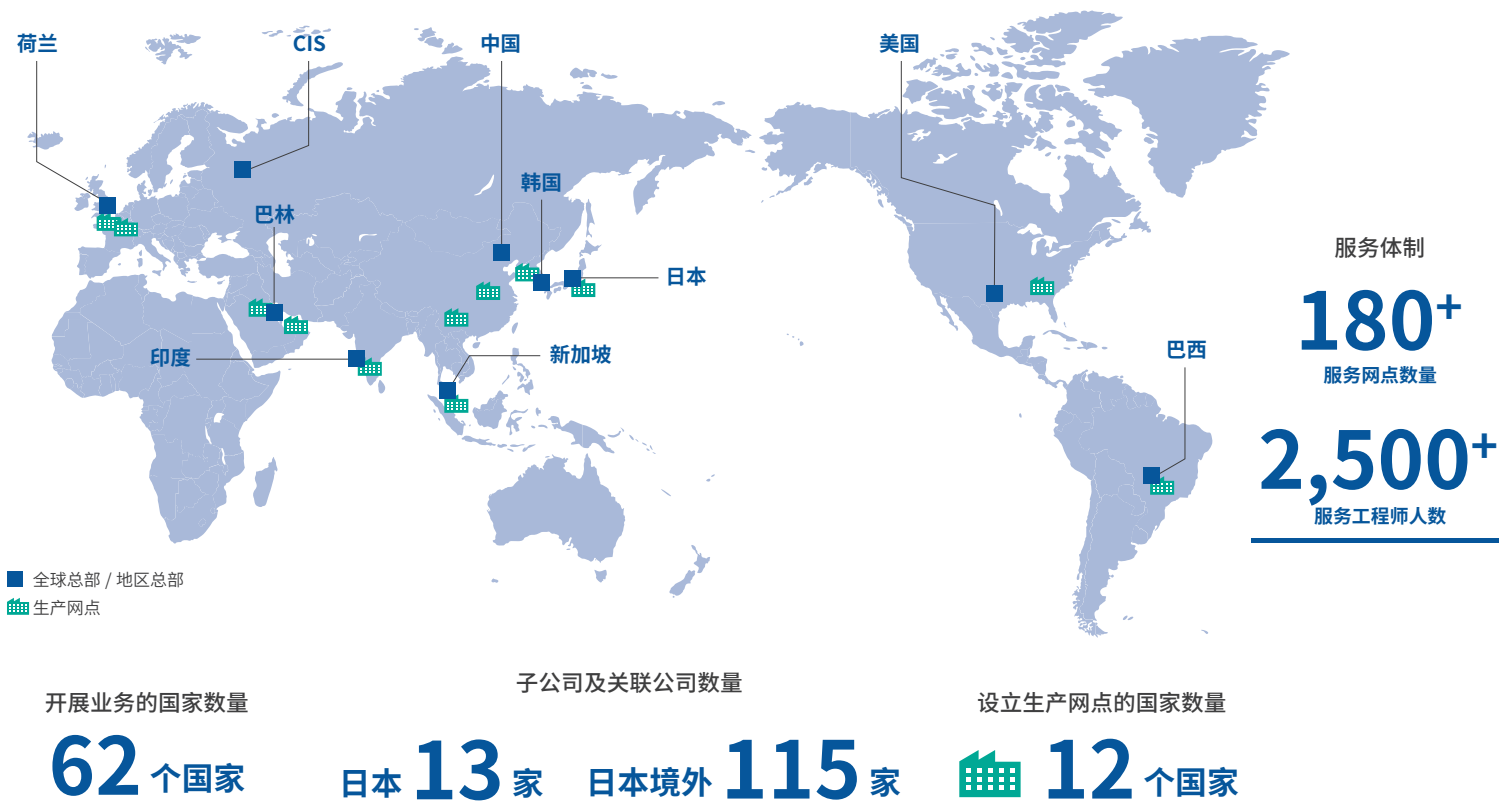 荷兰
CIS
中国
美国
韩国
巴林
日本
印度
新加坡
巴西
服务体制
180+
服务网点数量
2,500+
服务工程师人数
全球总部 / 地区总部
生产网点
开展业务的国家数量
62 个国家
子公司及关联公司数量
日本 13 家 日本境外 115 家
设立生产网点的国家数量
12 个国家